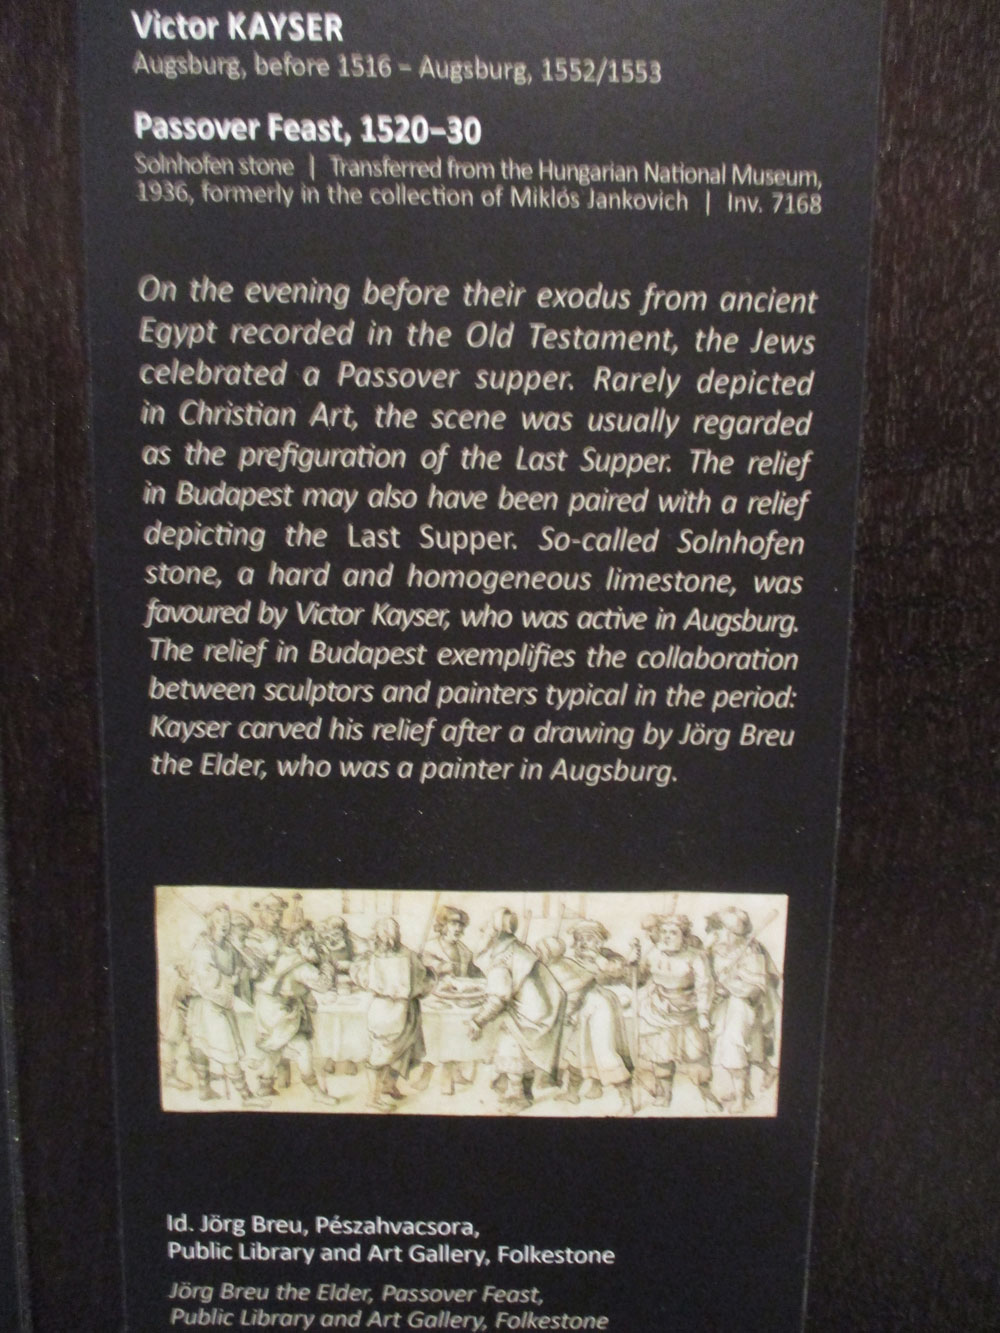 Victor KAYSER
Augsburg, before 1516 – Augsburg, 1552/1553
Passover Feast, 1520–30
Solnhofen stone | Transferred from the Hungarian National Museum,
1936, formerly in the collection of Miklós Jankovich | Inv. 7168
On the evening before their exodus from ancient
Egypt recorded in the Old Testament, the Jews
celebrated a Passover supper. Rarely depicted
in Christian Art, the scene was usually regarded
as the prefiguration of the Last Supper. The relief
in Budapest may also have been paired with a relief
depicting the Last Supper. So-called Solnhofen
stone, a hard and homogeneous limestone, was
favoured by Victor Kayser, who was active in Augsburg.
The relief in Budapest exemplifies the collaboration
between sculptors and painters typical in the period:
Kayser carved his relief after a drawing by Jörg Breu
the Elder, who was a painter in Augsburg.
Id. Jörg Breu, Pészahvacsora,
Public Library and Art Gallery, Folkestone
Jörg Breu the Elder, Passover Feast,
Public Library and Art Gallery, Folkestone